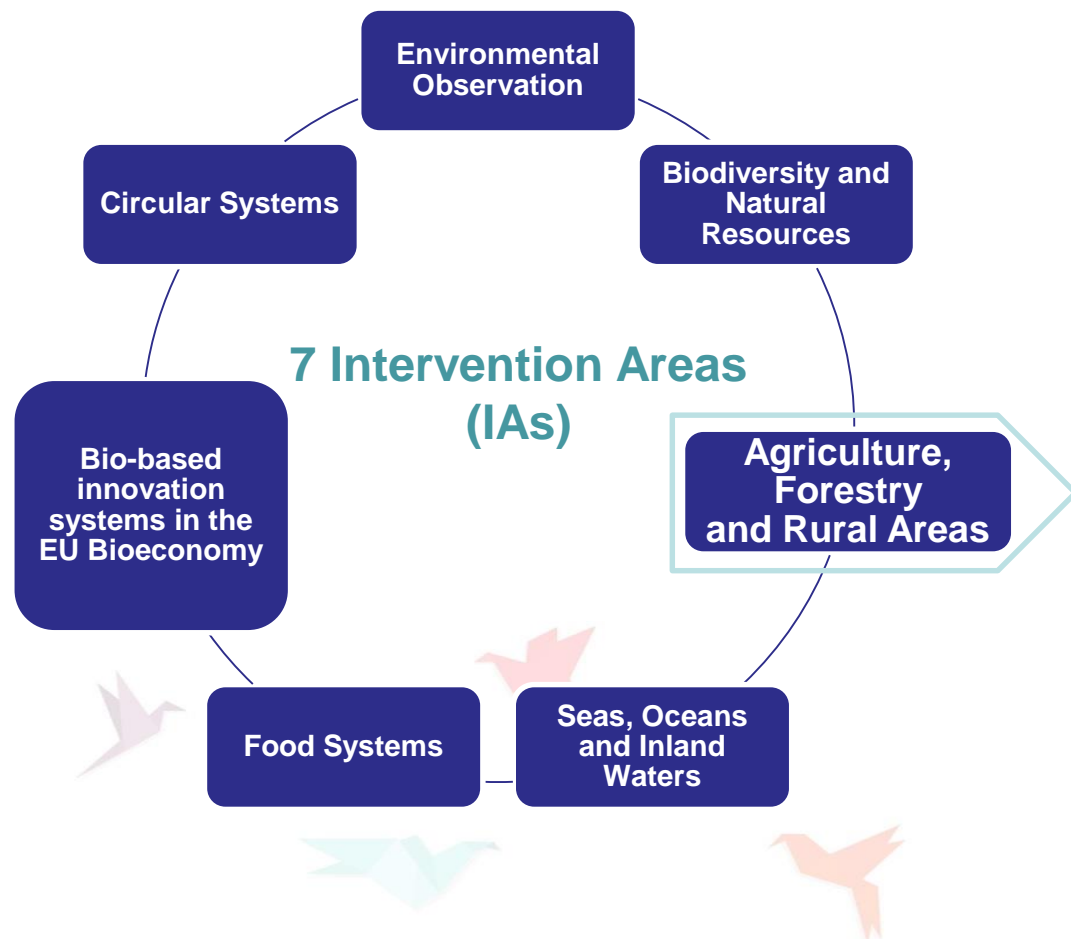 Environmental
Observation
Biodiversity and
Natural
Resources
Agriculture,
Forestry
and Rural Areas
Seas, Oceans
and Inland
Waters
Food Systems
Bio-based
innovation
systems in the
EU Bioeconomy
Circular Systems
7 Intervention Areas
(IAs)